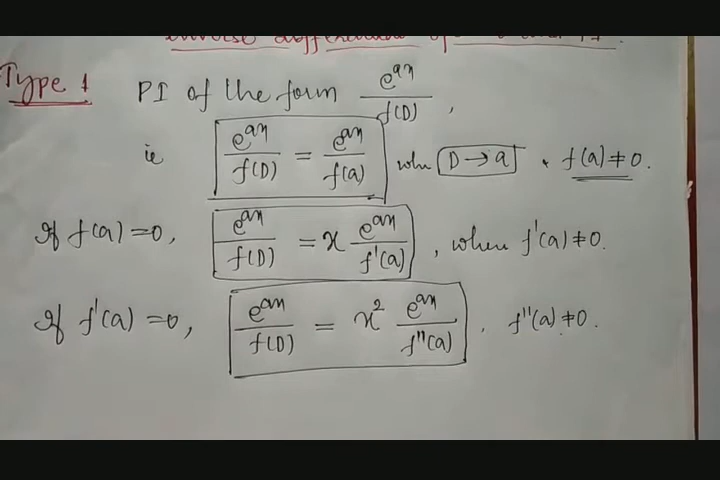 Type 1 PI of the form e^{ax}/f(D),
ie e^{ax}/f(D) = e^{ax}/f(a) when D → a, f(a) ≠ 0.
If f(a) = 0, e^{ax}/f(D) = x e^{ax}/f'(a), when f'(a) ≠ 0.
If f'(a) = 0, e^{ax}/f(D) = x² e^{ax}/f''(a). f''(a) ≠ 0.